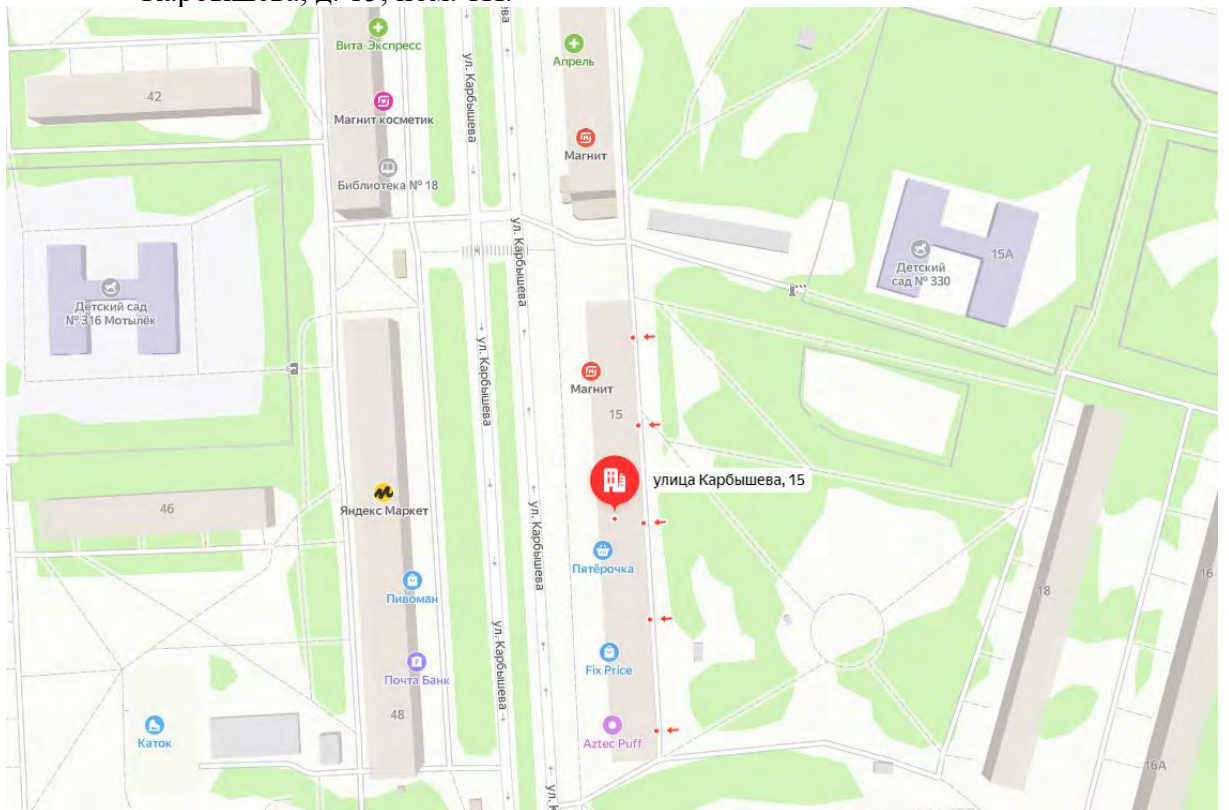 42
Вита-Экспресс
Магнит косметик
Библиотека № 18
ул. Карбышева
ул. Карбышева
Апрель
Магнит
Детский сад
№ 316 Мотылёк
ул. Карбышева
15А
Детский
сад № 330
ул. Карбышева
Магнит
15
улица Карбышева, 15
46
Яндекс Маркет
ул. Карбышева
Пятёрочка
Пивоман
18
16
ул. Карбышева
Почта Банк
Fix Price
48
Каток
Aztec Puff
16А